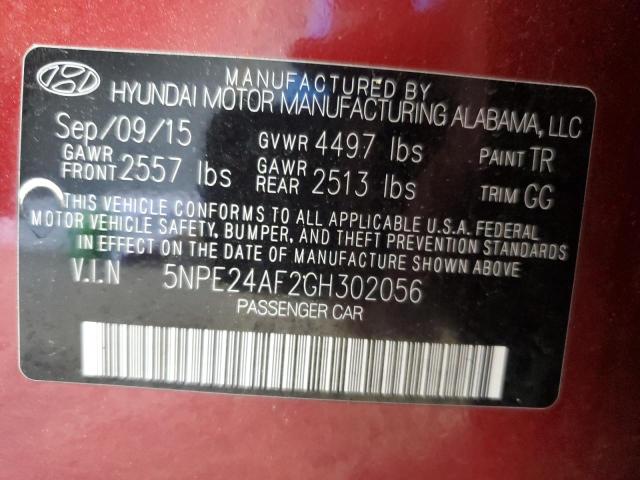 MANUFACTURED BY
HYUNDAI MOTOR MANUFACTURING ALABAMA, LLC
Sep/09/15 GVWR 4497 lbs PAINT TR
GAWR FRONT 2557 lbs GAWR REAR 2513 lbs TRIM GG
THIS VEHICLE CONFORMS TO ALL APPLICABLE U.S.A. FEDERAL
MOTOR VEHICLE SAFETY, BUMPER, AND THEFT PREVENTION STANDARDS
IN EFFECT ON THE DATE OF MANUFACTURE SHOWN ABOVE
V.I.N 5NPE24AF2GH302056
PASSENGER CAR